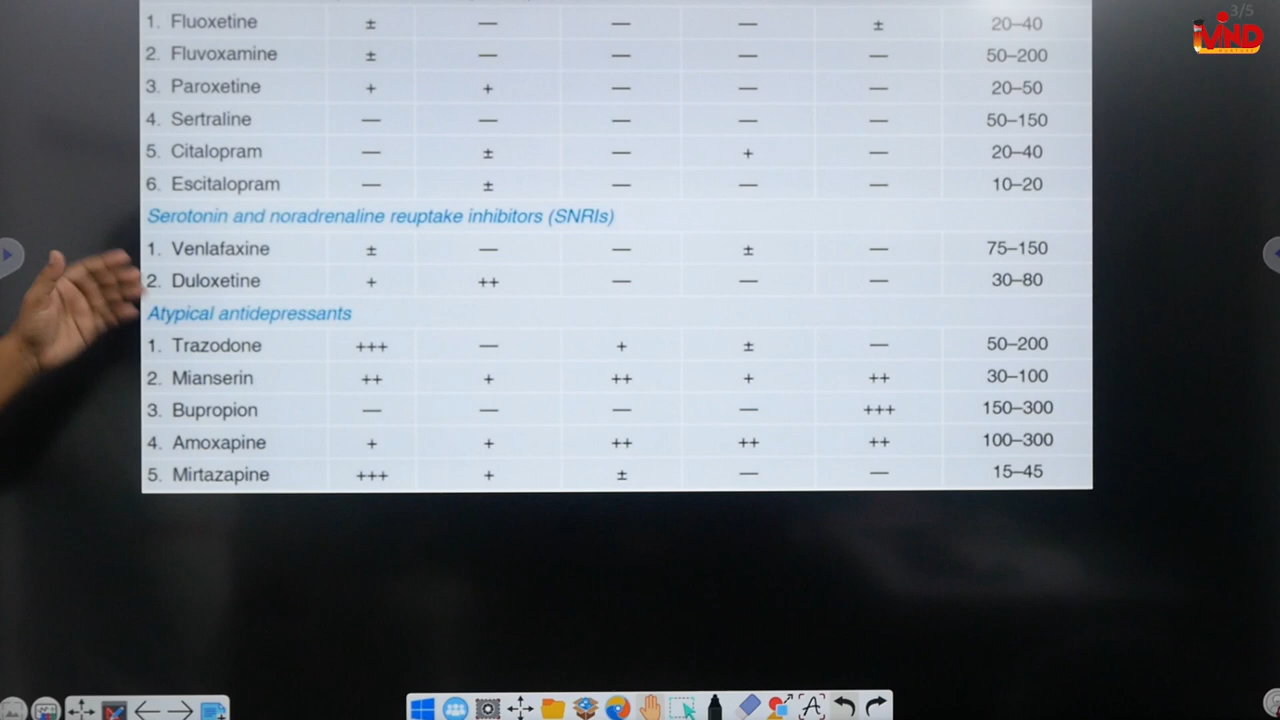 3/5
MIND
1. Fluoxetine ± — — — ± 20–40
2. Fluvoxamine ± — — — — 50–200
3. Paroxetine + + — — — 20–50
4. Sertraline — — — — — 50–150
5. Citalopram — ± — + — 20–40
6. Escitalopram — ± — — — 10–20
Serotonin and noradrenaline reuptake inhibitors (SNRIs)
1. Venlafaxine ± — — ± — 75–150
2. Duloxetine + ++ — — — 30–80
Atypical antidepressants
1. Trazodone +++ — + ± — 50–200
2. Mianserin ++ + ++ + ++ 30–100
3. Bupropion — — — — +++ 150–300
4. Amoxapine + + ++ ++ ++ 100–300
5. Mirtazapine +++ + ± — — 15–45